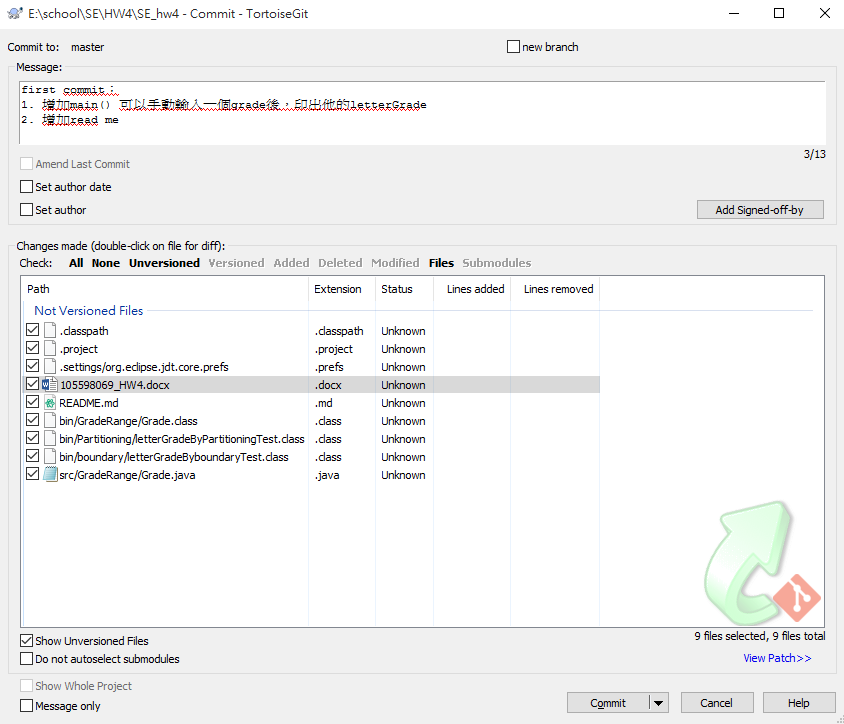 E:\school\SE\HW4\SE_hw4 - Commit - TortoiseGit
Commit to: master
new branch
Message:
first commit：
1. 增加main() 可以手動輸入一個grade後，印出他的letterGrade
2. 增加read me
3/13
Amend Last Commit
Set author date
Set author
Add Signed-off-by
Changes made (double-click on file for diff):
Check: All None Unversioned Versioned Added Deleted Modified Files Submodules
Path Extension Status Lines added Lines removed
Not Versioned Files
.classpath .classpath Unknown
.project .project Unknown
.settings/org.eclipse.jdt.core.prefs .prefs Unknown
105598069_HW4.docx .docx Unknown
README.md .md Unknown
bin/GradeRange/Grade.class .class Unknown
bin/Partitioning/letterGradeByPartitioningTest.class .class Unknown
bin/boundary/letterGradeByboundaryTest.class .class Unknown
src/GradeRange/Grade.java .java Unknown
Show Unversioned Files
9 files selected, 9 files total
Do not autoselect submodules
View Patch>>
Show Whole Project
Message only
Commit Cancel Help